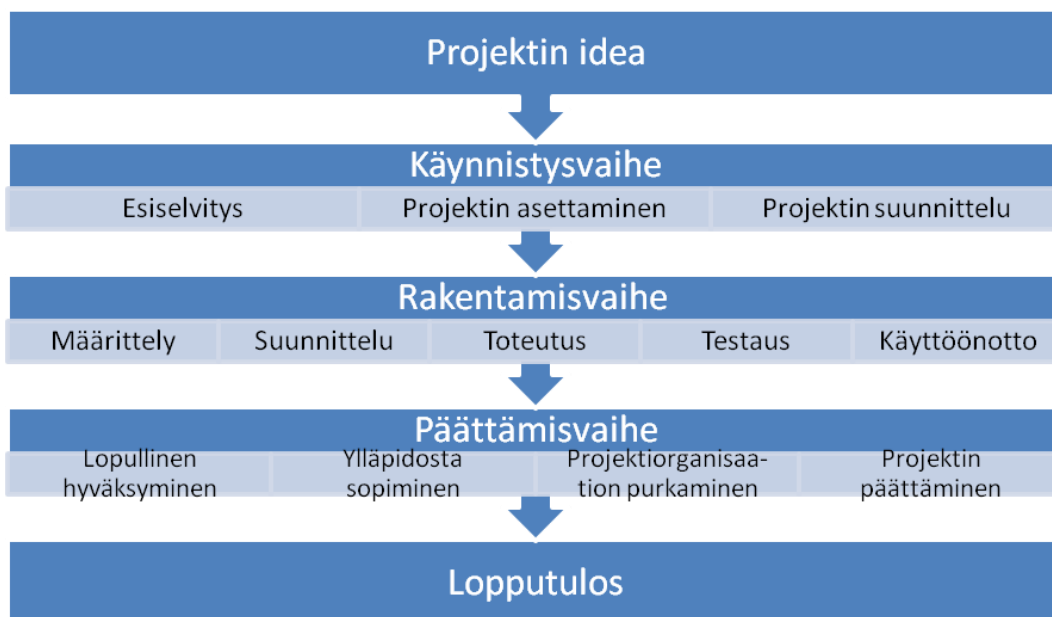 Projektin idea
Käynnistysvaihe
Esiselvitys
Projektin asettaminen
Projektin suunnittelu
Rakentamisvaihe
Määrittely
Suunnittelu
Toteutus
Testaus
Käyttöönotto
Päättämisvaihe
Lopullinen
hyväksyminen
Ylläpidosta
sopiminen
Projektiorganisaa-
tion purkaminen
Projektin
päättäminen
Lopputulos